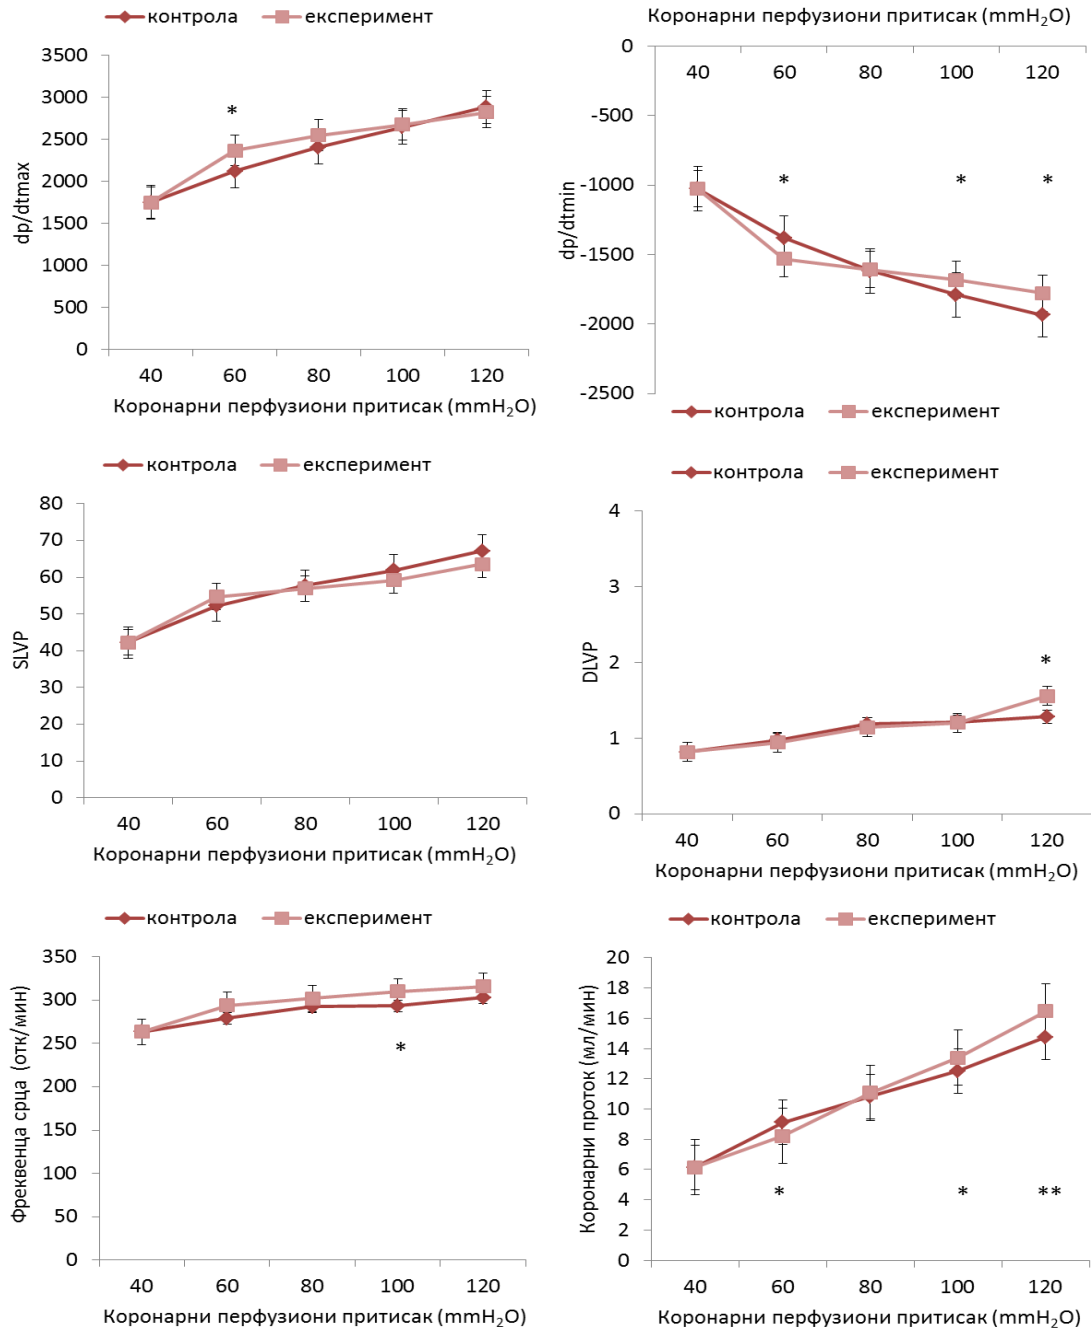 контрола експеримент
3500
3000
2500
2000
1500
1000
500
0
dp/dtmax
*
40 60 80 100 120
Коронарни перфузиони притисак (mmH₂O)
Коронарни перфузиони притисак (mmH₂O)
0
-500
-1000
-1500
-2000
-2500
dp/dtmin
40 60 80 100 120
* * *
контрола експеримент
контрола експеримент
80
70
60
50
40
30
20
10
0
SLVP
40 60 80 100 120
Коронарни перфузиони притисак (mmH₂O)
контрола експеримент
4
3
2
1
0
DLVP
*
40 60 80 100 120
Коронарни перфузиони притисак (mmH₂O)
контрола експеримент
350
300
250
200
150
100
50
0
Фреквенца срца (отк/мин)
*
40 60 80 100 120
Коронарни перфузиони притисак (mmH₂O)
контрола експеримент
20
18
16
14
12
10
8
6
4
2
0
Коронарни проток (мл/мин)
* * **
40 60 80 100 120
Коронарни перфузиони притисак (mmH₂O)